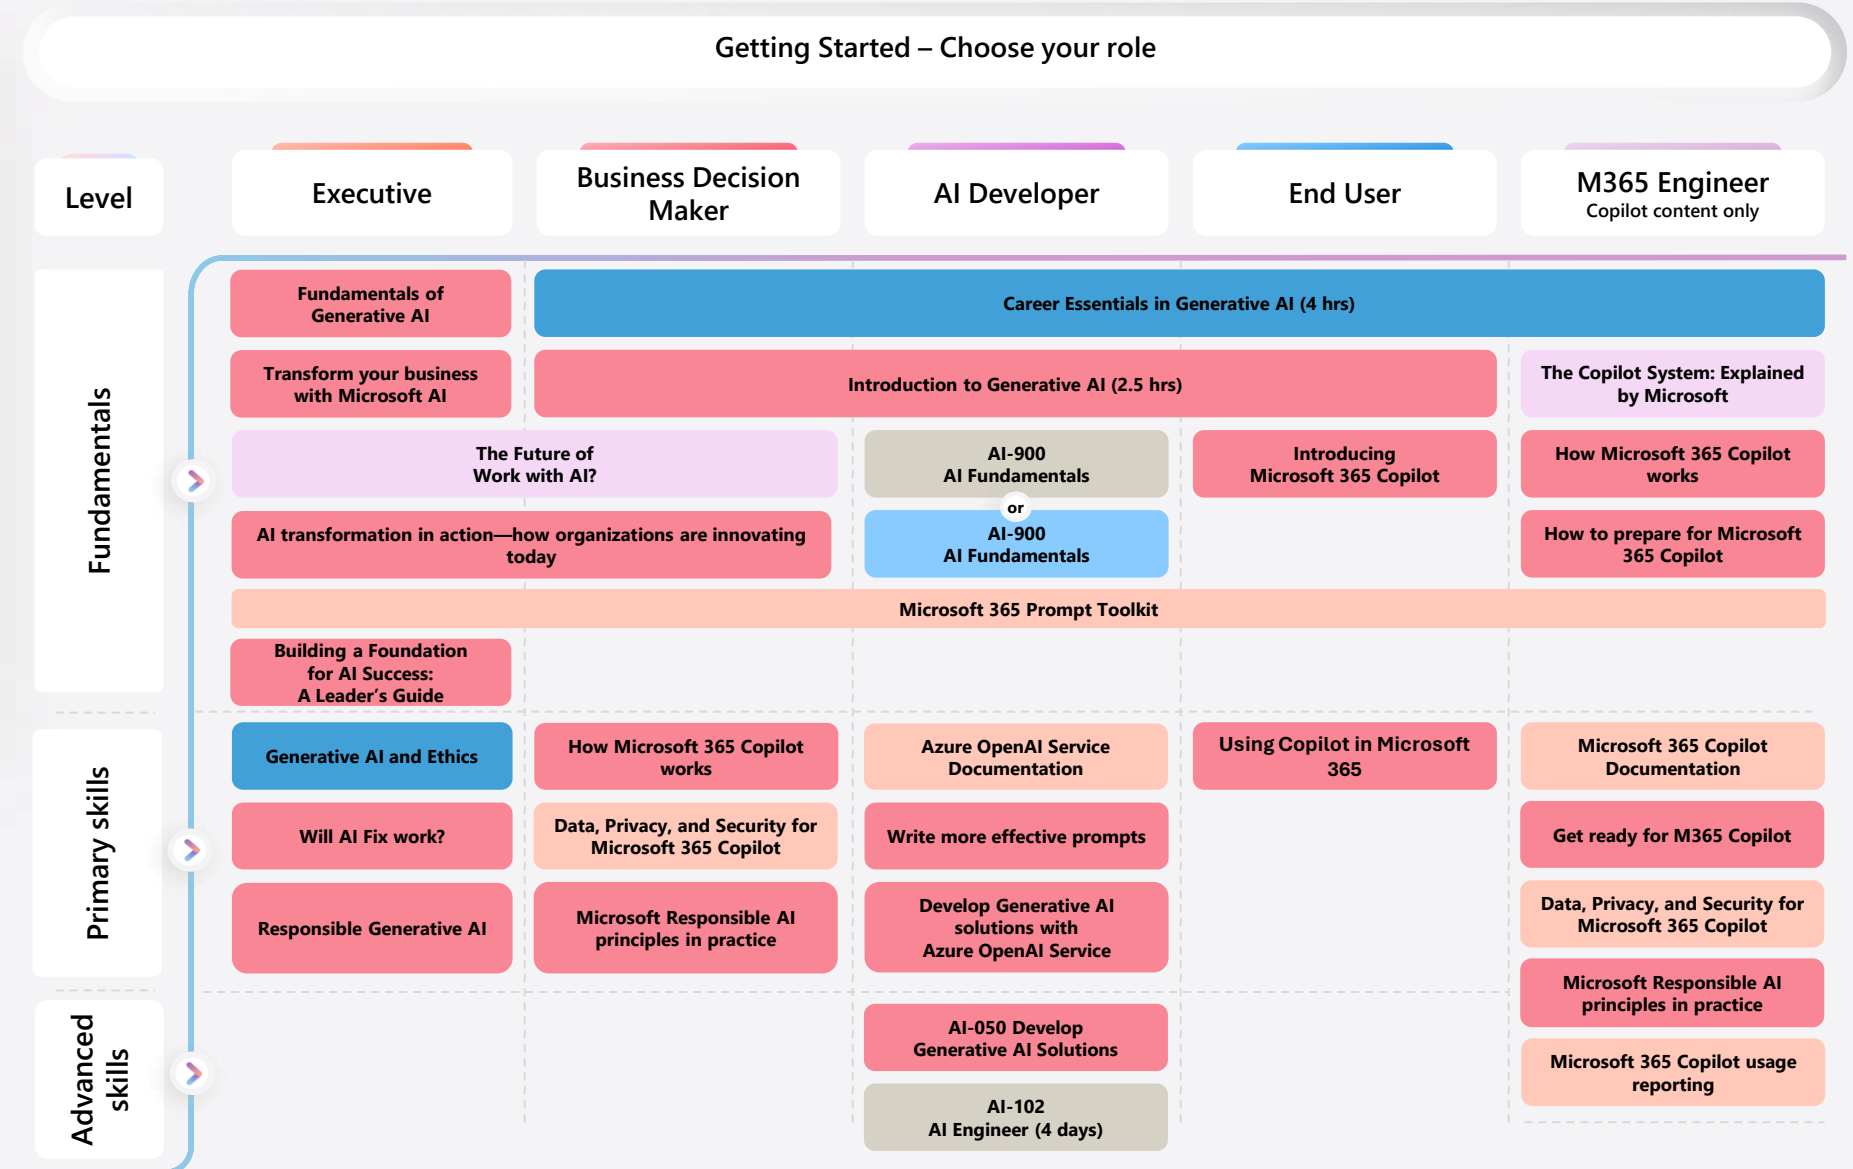 Getting Started – Choose your role
Level
Executive
Business Decision
Maker
AI Developer
End User
M365 Engineer
Copilot content only
Fundamentals
Fundamentals of
Generative AI
Career Essentials in Generative AI (4 hrs)
Transform your business
with Microsoft AI
Introduction to Generative AI (2.5 hrs)
The Copilot System: Explained
by Microsoft
The Future of
Work with AI?
AI-900
AI Fundamentals
or
AI-900
AI Fundamentals
Introducing
Microsoft 365 Copilot
How Microsoft 365 Copilot
works
AI transformation in action—how organizations are innovating
today
How to prepare for Microsoft
365 Copilot
Microsoft 365 Prompt Toolkit
Building a Foundation
for AI Success:
A Leader’s Guide
Primary skills
Generative AI and Ethics
How Microsoft 365 Copilot
works
Azure OpenAI Service
Documentation
Using Copilot in Microsoft
365
Microsoft 365 Copilot
Documentation
Will AI Fix work?
Data, Privacy, and Security for
Microsoft 365 Copilot
Write more effective prompts
Get ready for M365 Copilot
Responsible Generative AI
Microsoft Responsible AI
principles in practice
Develop Generative AI
solutions with
Azure OpenAI Service
Data, Privacy, and Security for
Microsoft 365 Copilot
Microsoft Responsible AI
principles in practice
Advanced
skills
AI-050 Develop
Generative AI Solutions
Microsoft 365 Copilot usage
reporting
AI-102
AI Engineer (4 days)